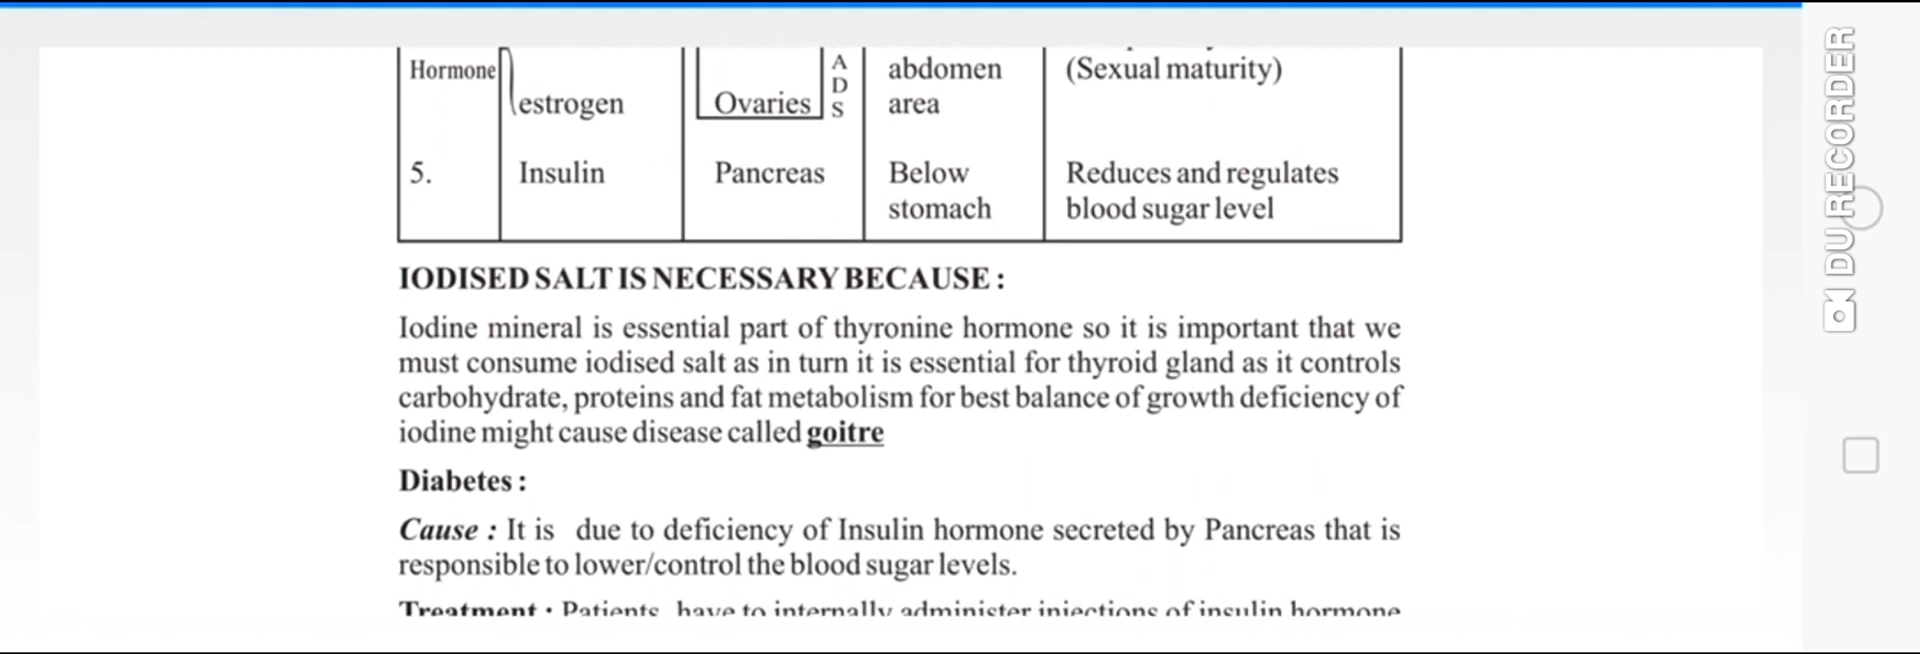 Hormone
estrogen
Ovaries
A
D
S
abdomen
area
(Sexual maturity)
5.
Insulin
Pancreas
Below
stomach
Reduces and regulates
blood sugar level
IODISED SALT IS NECESSARY BECAUSE :
Iodine mineral is essential part of thyronine hormone so it is important that we
must consume iodised salt as in turn it is essential for thyroid gland as it controls
carbohydrate, proteins and fat metabolism for best balance of growth deficiency of
iodine might cause disease called goitre
Diabetes :
Cause : It is due to deficiency of Insulin hormone secreted by Pancreas that is
responsible to lower/control the blood sugar levels.
Treatment : Patients have to internally administer injections of insulin hormone
DU RECORDER